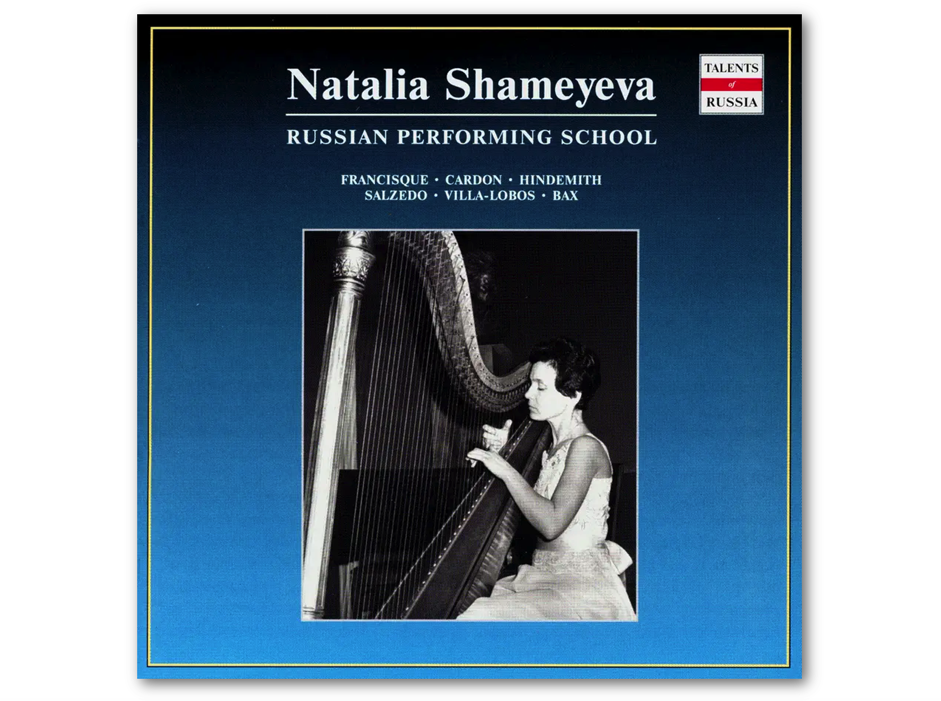 Natalia Shameyeva
RUSSIAN PERFORMING SCHOOL
FRANCISQUE • CARDON • HINDEMITH
SALZEDO • VILLA-LOBOS • BAX
TALENTS
of
RUSSIA